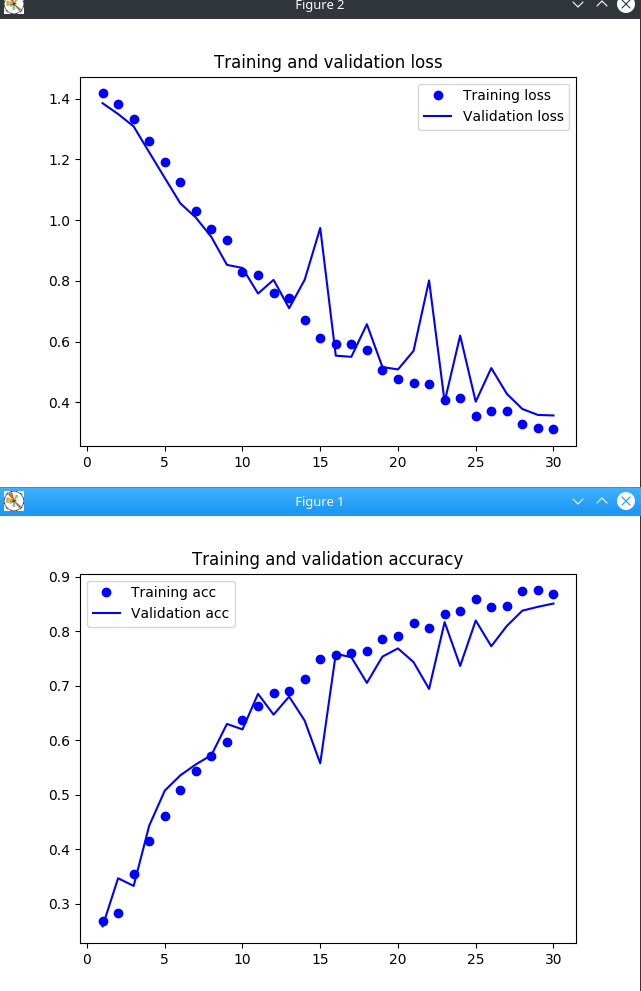 Figure 2
Training and validation loss
1.4
1.2
1.0
0.8
0.6
0.4
Training loss
Validation loss
0 5 10 15 20 25 30
Figure 1
Training and validation accuracy
0.9
0.8
0.7
0.6
0.5
0.4
0.3
Training acc
Validation acc
0 5 10 15 20 25 30